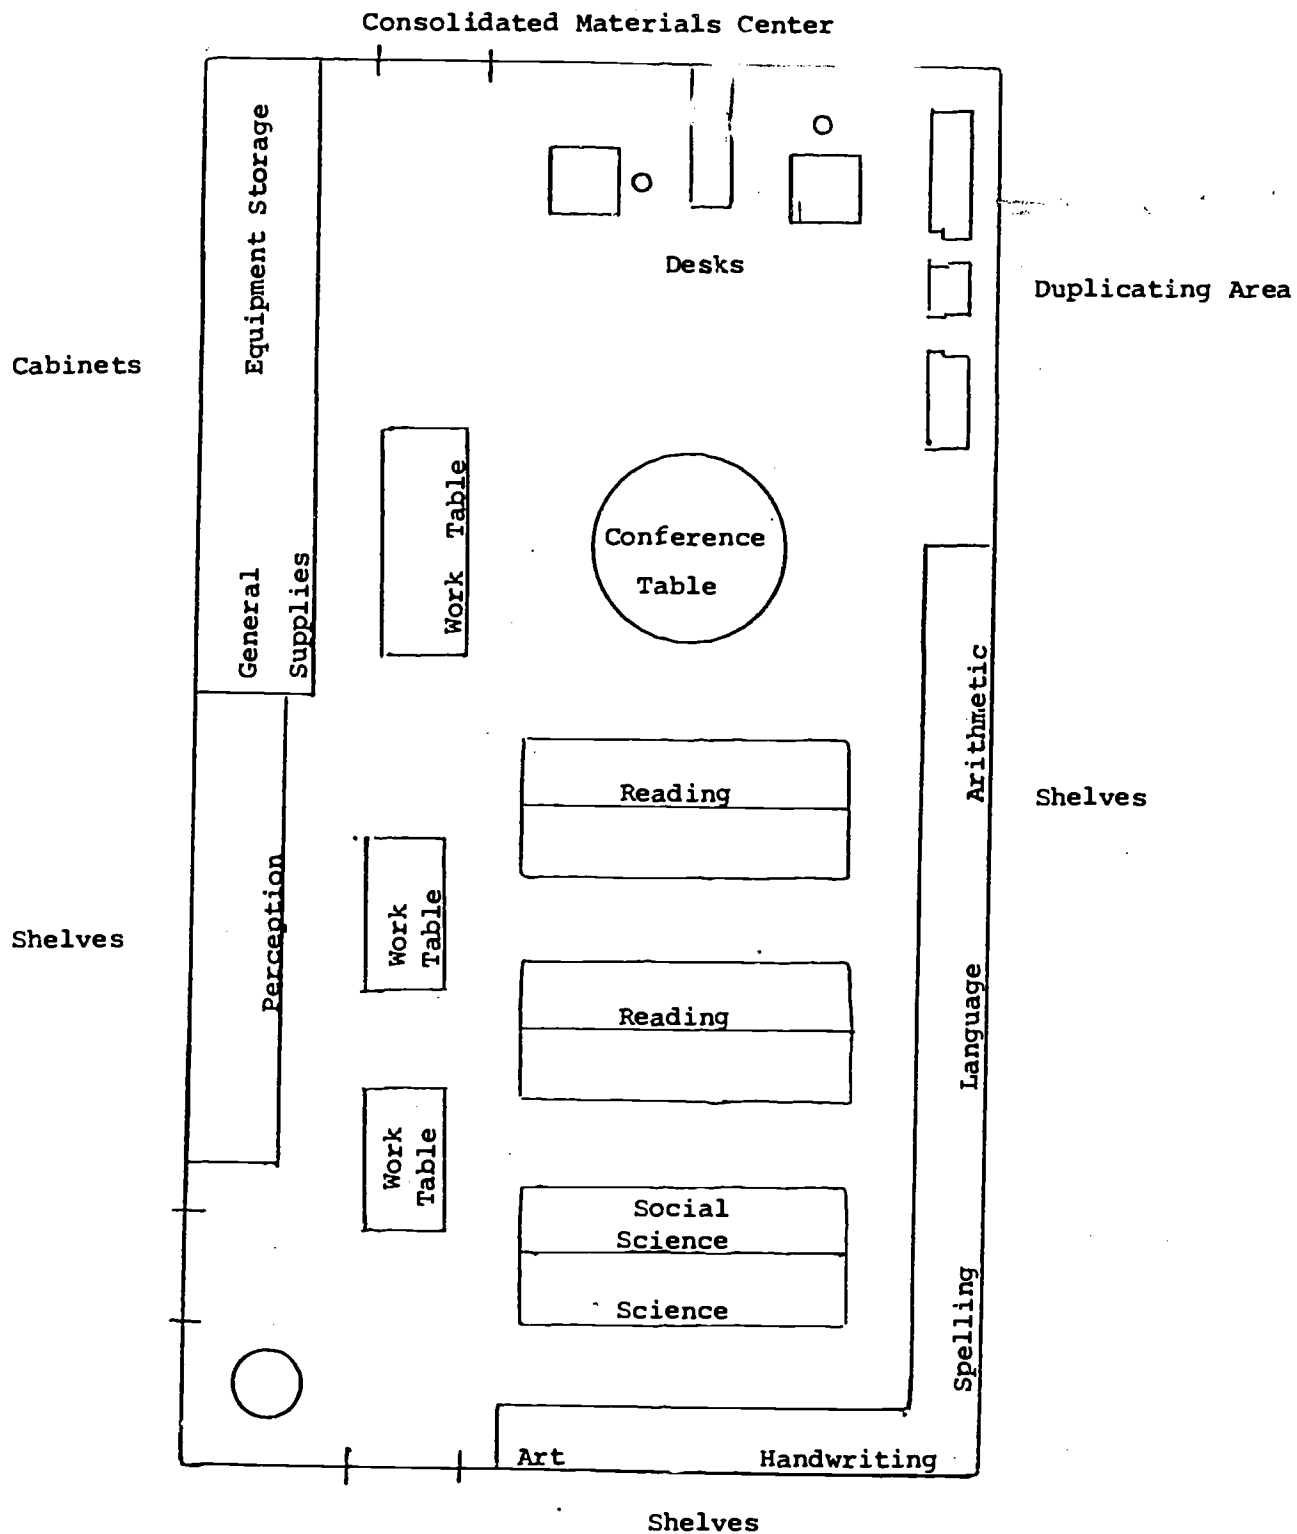 Consolidated Materials Center
Equipment Storage
Desks
Duplicating Area
Cabinets
General
Supplies
Work Table
Conference
Table
Arithmetic
Reading
Shelves
Perception
Work
Table
Shelves
Reading
Language
Work
Table
Social
Science
Science
Spelling
Art
Handwriting
Shelves